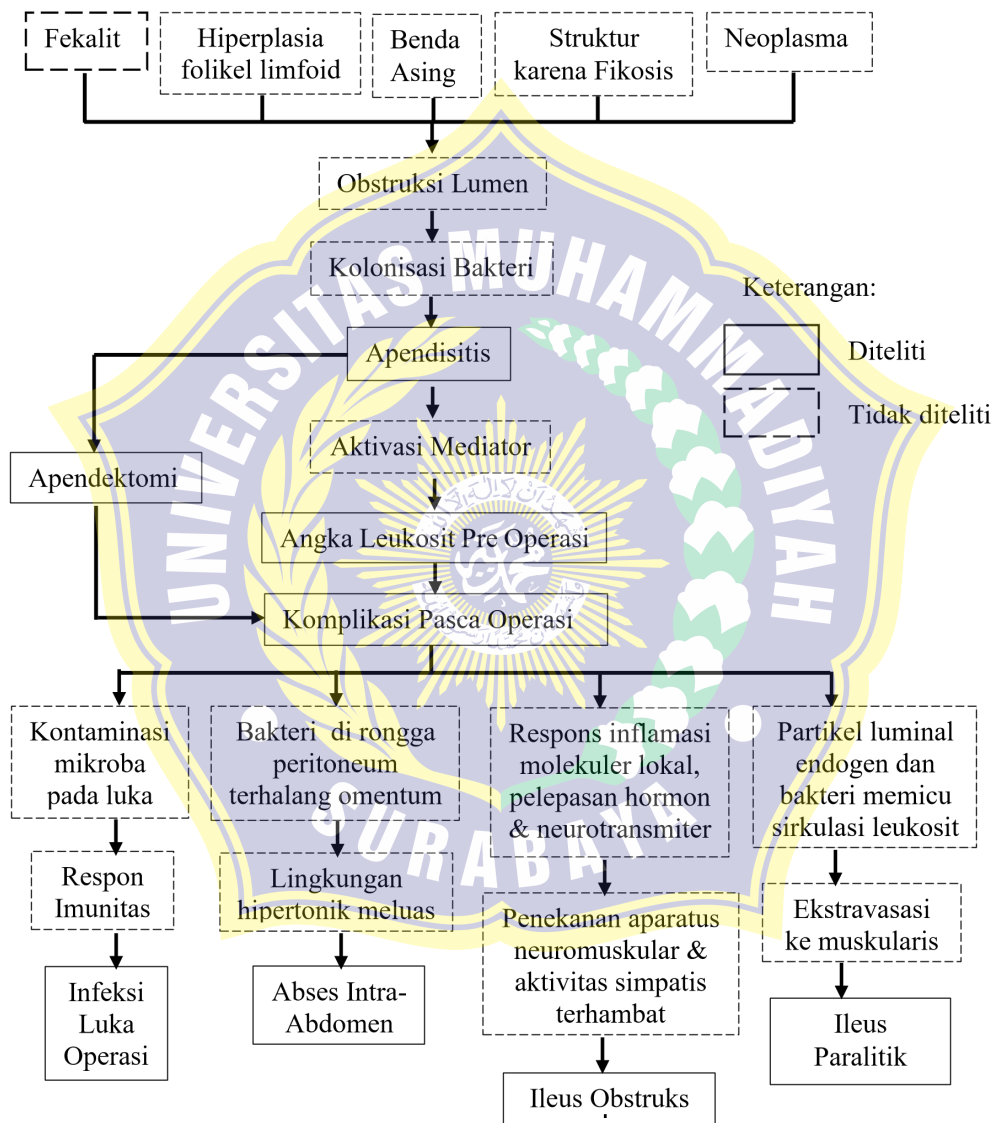 Fekalit
Hiperplasia
folikel limfoid
Benda
Asing
Struktur
karena Fikosis
Neoplasma
Obstruksi Lumen
Kolonisasi Bakteri
Keterangan:
Diteliti
Tidak diteliti
Apendisitis
Aktivasi Mediator
Apendektomi
Angka Leukosit Pre Operasi
Komplikasi Pasca Operasi
Kontaminasi
mikroba
pada luka
Bakteri di rongga
peritoneum
terhalang omentum
Respons inflamasi
molekuler lokal,
pelepasan hormon
& neurotransmiter
Partikel luminal
endogen dan
bakteri memicu
sirkulasi leukosit
Respon
Imunitas
Lingkungan
hipertonik meluas
Penekanan aparatus
neuromuskular &
aktivitas simpatis
terhambat
Ekstravasasi
ke muskularis
Infeksi
Luka
Operasi
Abses Intra-
Abdomen
Ileus Obstruks
Ileus
Paralitik
UNIVERSITAS MUHAMMADIYAH
SURABAYA